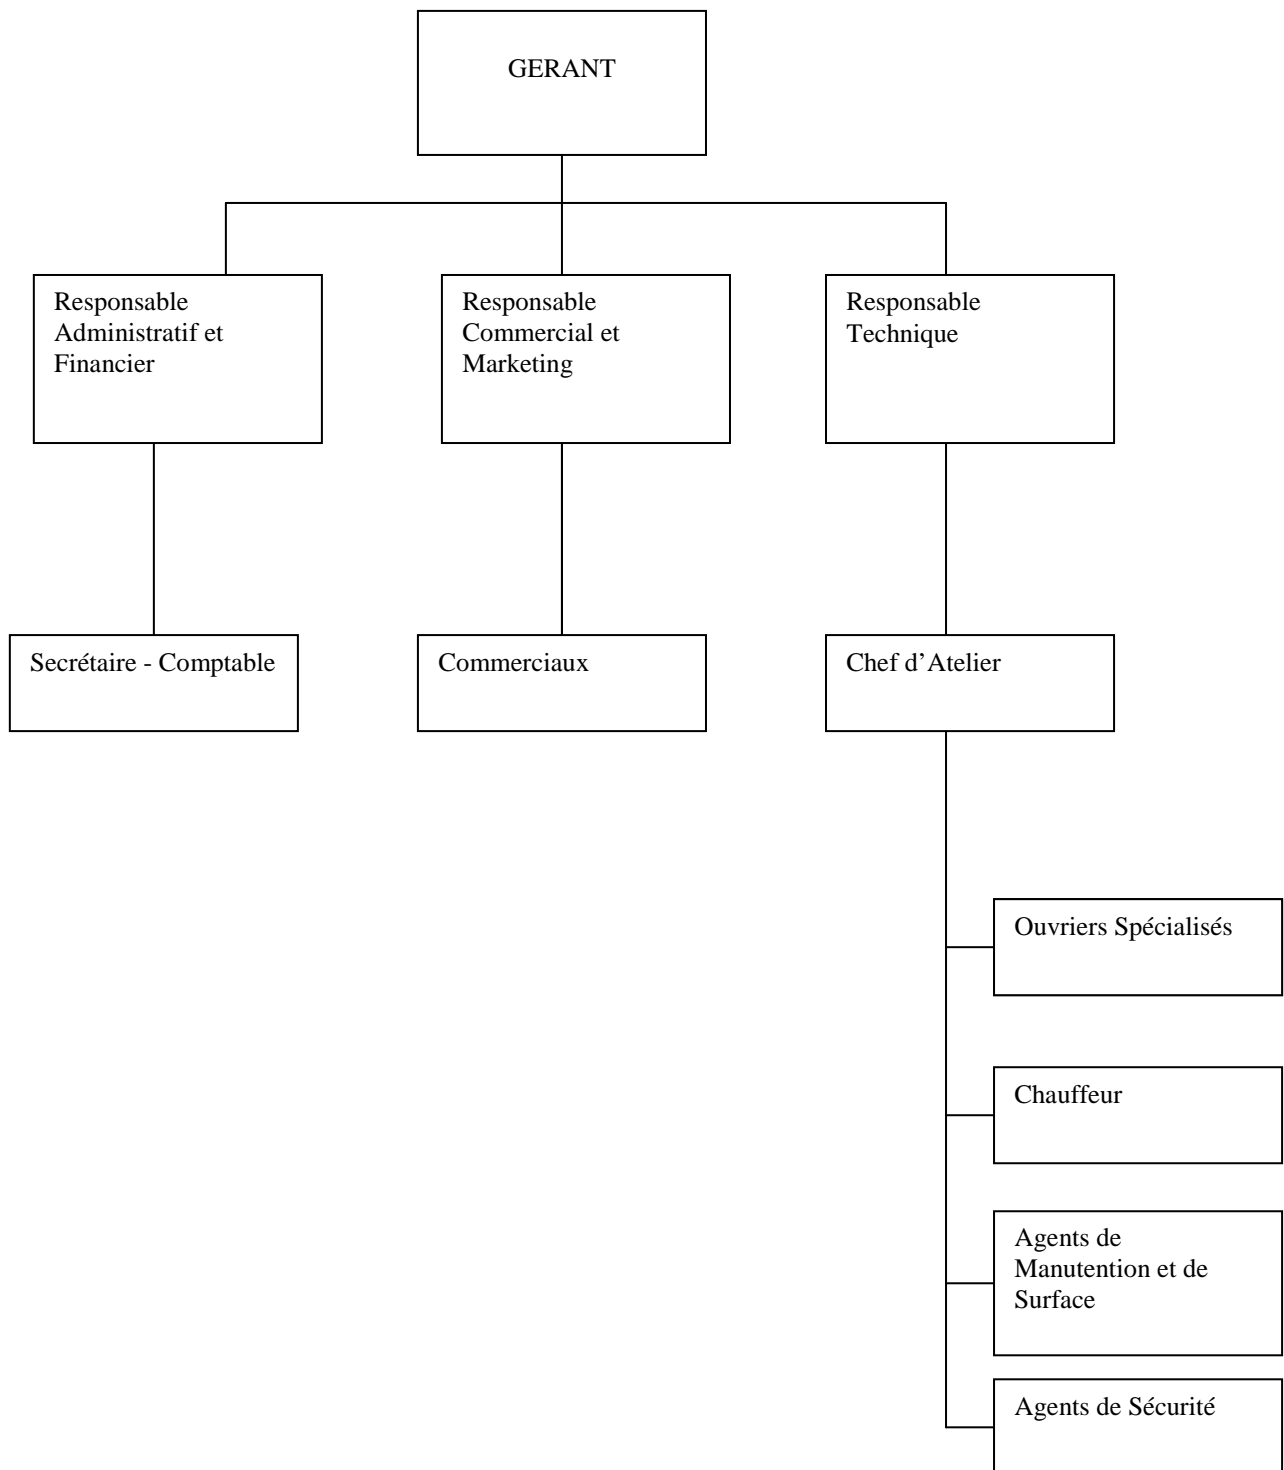 GERANT
Responsable
Administratif et
Financier
Responsable
Commercial et
Marketing
Responsable
Technique
Secrétaire - Comptable
Commerciaux
Chef d’Atelier
Ouvriers Spécialisés
Chauffeur
Agents de
Manutention et de
Surface
Agents de Sécurité